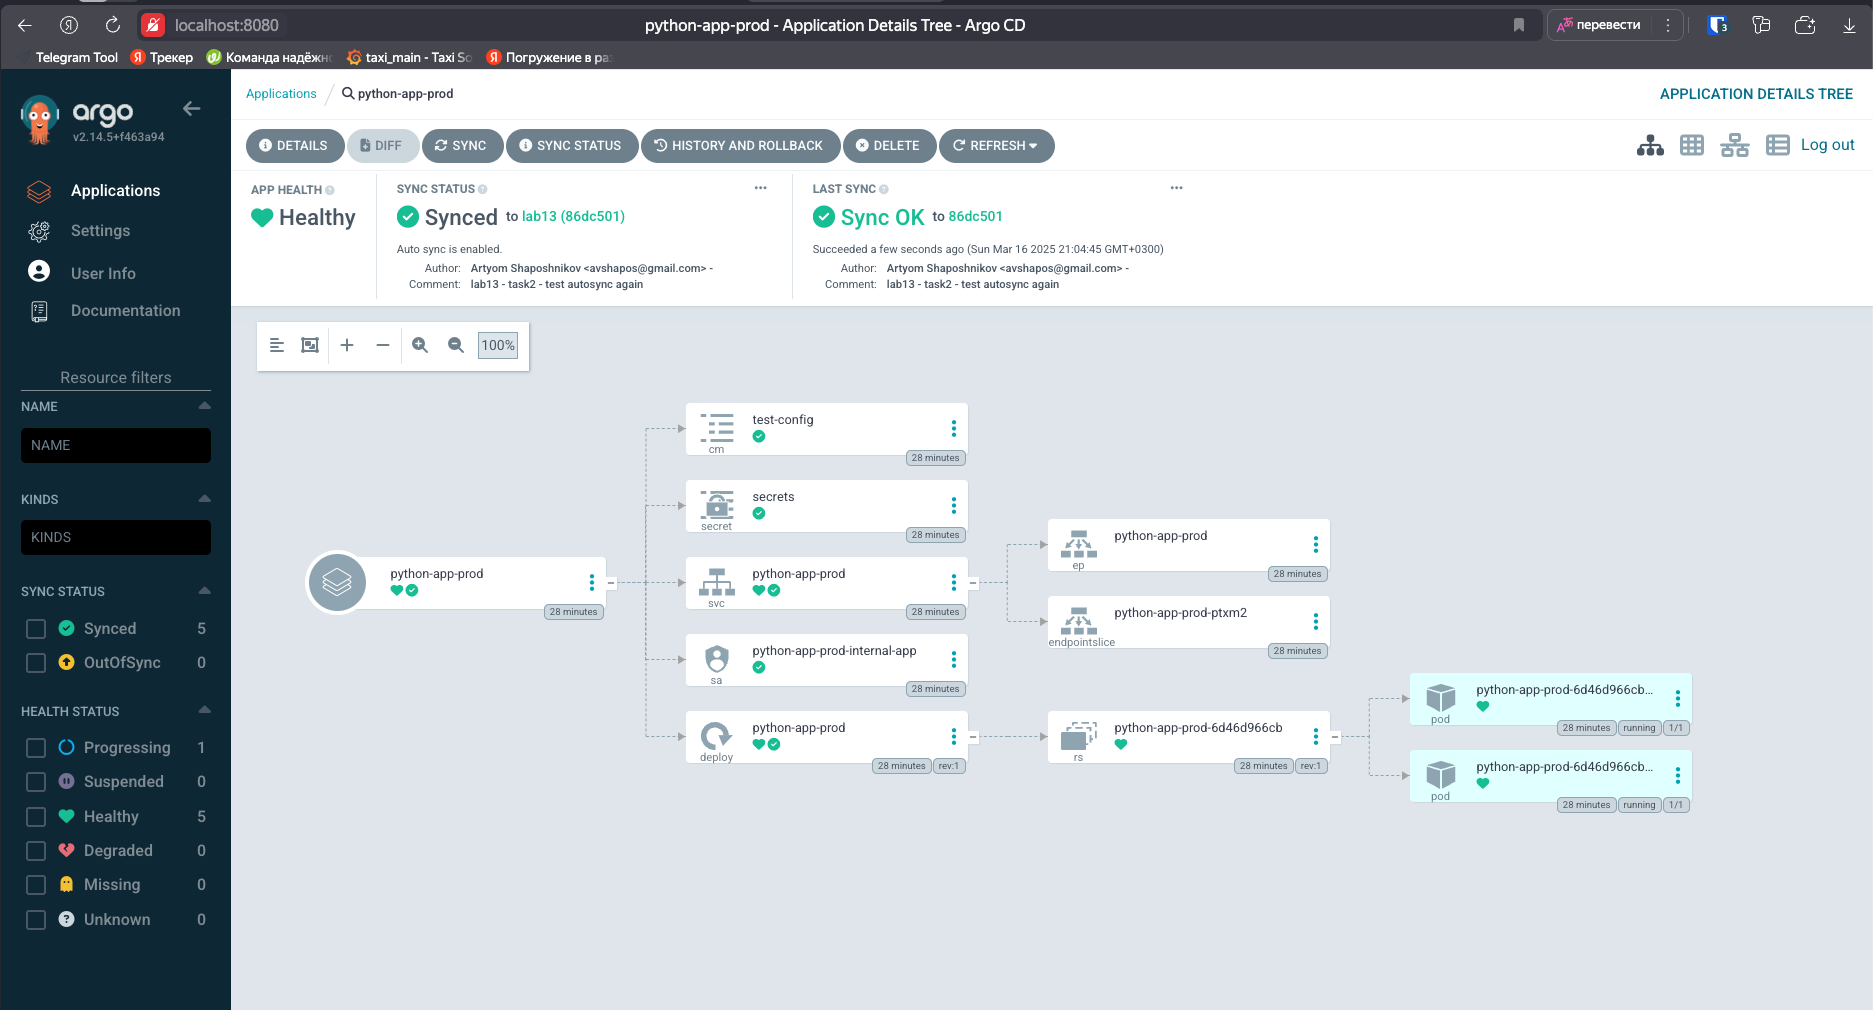 localhost:8080
python-app-prod - Application Details Tree - Argo CD
перевести
Telegram Tool
Трекер
Команда надёжн
taxi_main - Taxi So
Погружение в ра
argo
v2.14.5+f463a94
Applications
Settings
User Info
Documentation
Resource filters
NAME
NAME
KINDS
KINDS
SYNC STATUS
Synced 5
OutOfSync 0
HEALTH STATUS
Progressing 1
Suspended 0
Healthy 5
Degraded 0
Missing 0
Unknown 0
Applications / python-app-prod
APPLICATION DETAILS TREE
DETAILS
DIFF
SYNC
SYNC STATUS
HISTORY AND ROLLBACK
DELETE
REFRESH
Log out
APP HEALTH
Healthy
SYNC STATUS
Synced to lab13 (86dc501)
Auto sync is enabled.
Author: Artyom Shaposhnikov <avshapos@gmail.com> -
Comment: lab13 - task2 - test autosync again
LAST SYNC
Sync OK to 86dc501
Succeeded a few seconds ago (Sun Mar 16 2025 21:04:45 GMT+0300)
Author: Artyom Shaposhnikov <avshapos@gmail.com> -
Comment: lab13 - task2 - test autosync again
100%
python-app-prod
28 minutes
test-config
cm
28 minutes
secrets
secret
28 minutes
python-app-prod
svc
28 minutes
python-app-prod-internal-app
sa
28 minutes
python-app-prod
deploy
28 minutes rev:1
python-app-prod
ep
28 minutes
python-app-prod-ptxm2
endpointslice
28 minutes
python-app-prod-6d46d966cb
rs
28 minutes rev:1
python-app-prod-6d46d966cb...
pod
28 minutes running 1/1
python-app-prod-6d46d966cb...
pod
28 minutes running 1/1